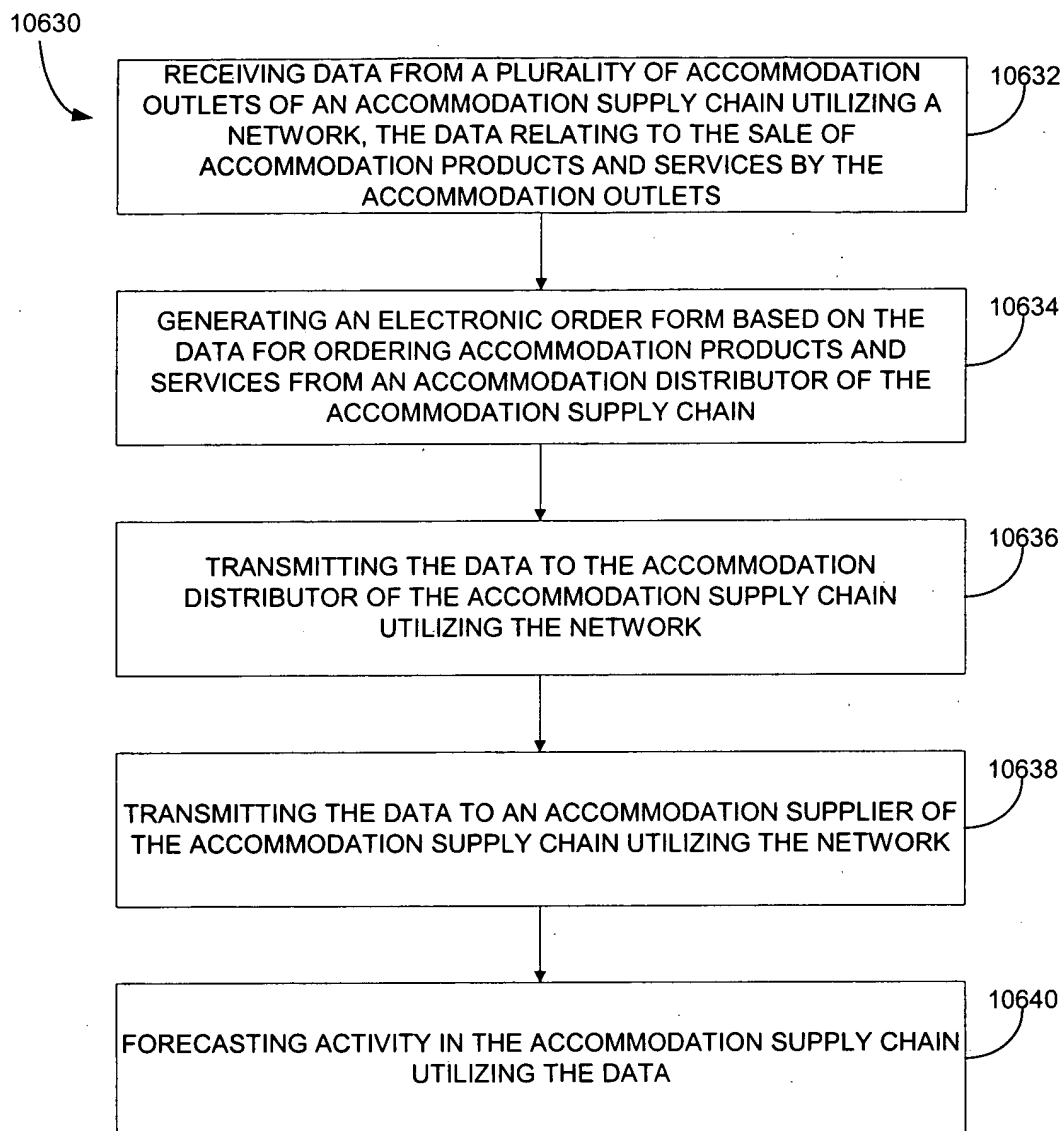 10630
RECEIVING DATA FROM A PLURALITY OF ACCOMMODATION
OUTLETS OF AN ACCOMMODATION SUPPLY CHAIN UTILIZING A
NETWORK, THE DATA RELATING TO THE SALE OF
ACCOMMODATION PRODUCTS AND SERVICES BY THE
ACCOMMODATION OUTLETS
10632
GENERATING AN ELECTRONIC ORDER FORM BASED ON THE
DATA FOR ORDERING ACCOMMODATION PRODUCTS AND
SERVICES FROM AN ACCOMMODATION DISTRIBUTOR OF THE
ACCOMMODATION SUPPLY CHAIN
10634
TRANSMITTING THE DATA TO THE ACCOMMODATION
DISTRIBUTOR OF THE ACCOMMODATION SUPPLY CHAIN
UTILIZING THE NETWORK
10636
TRANSMITTING THE DATA TO AN ACCOMMODATION SUPPLIER OF
THE ACCOMMODATION SUPPLY CHAIN UTILIZING THE NETWORK
10638
FORECASTING ACTIVITY IN THE ACCOMMODATION SUPPLY CHAIN
UTILIZING THE DATA
10640